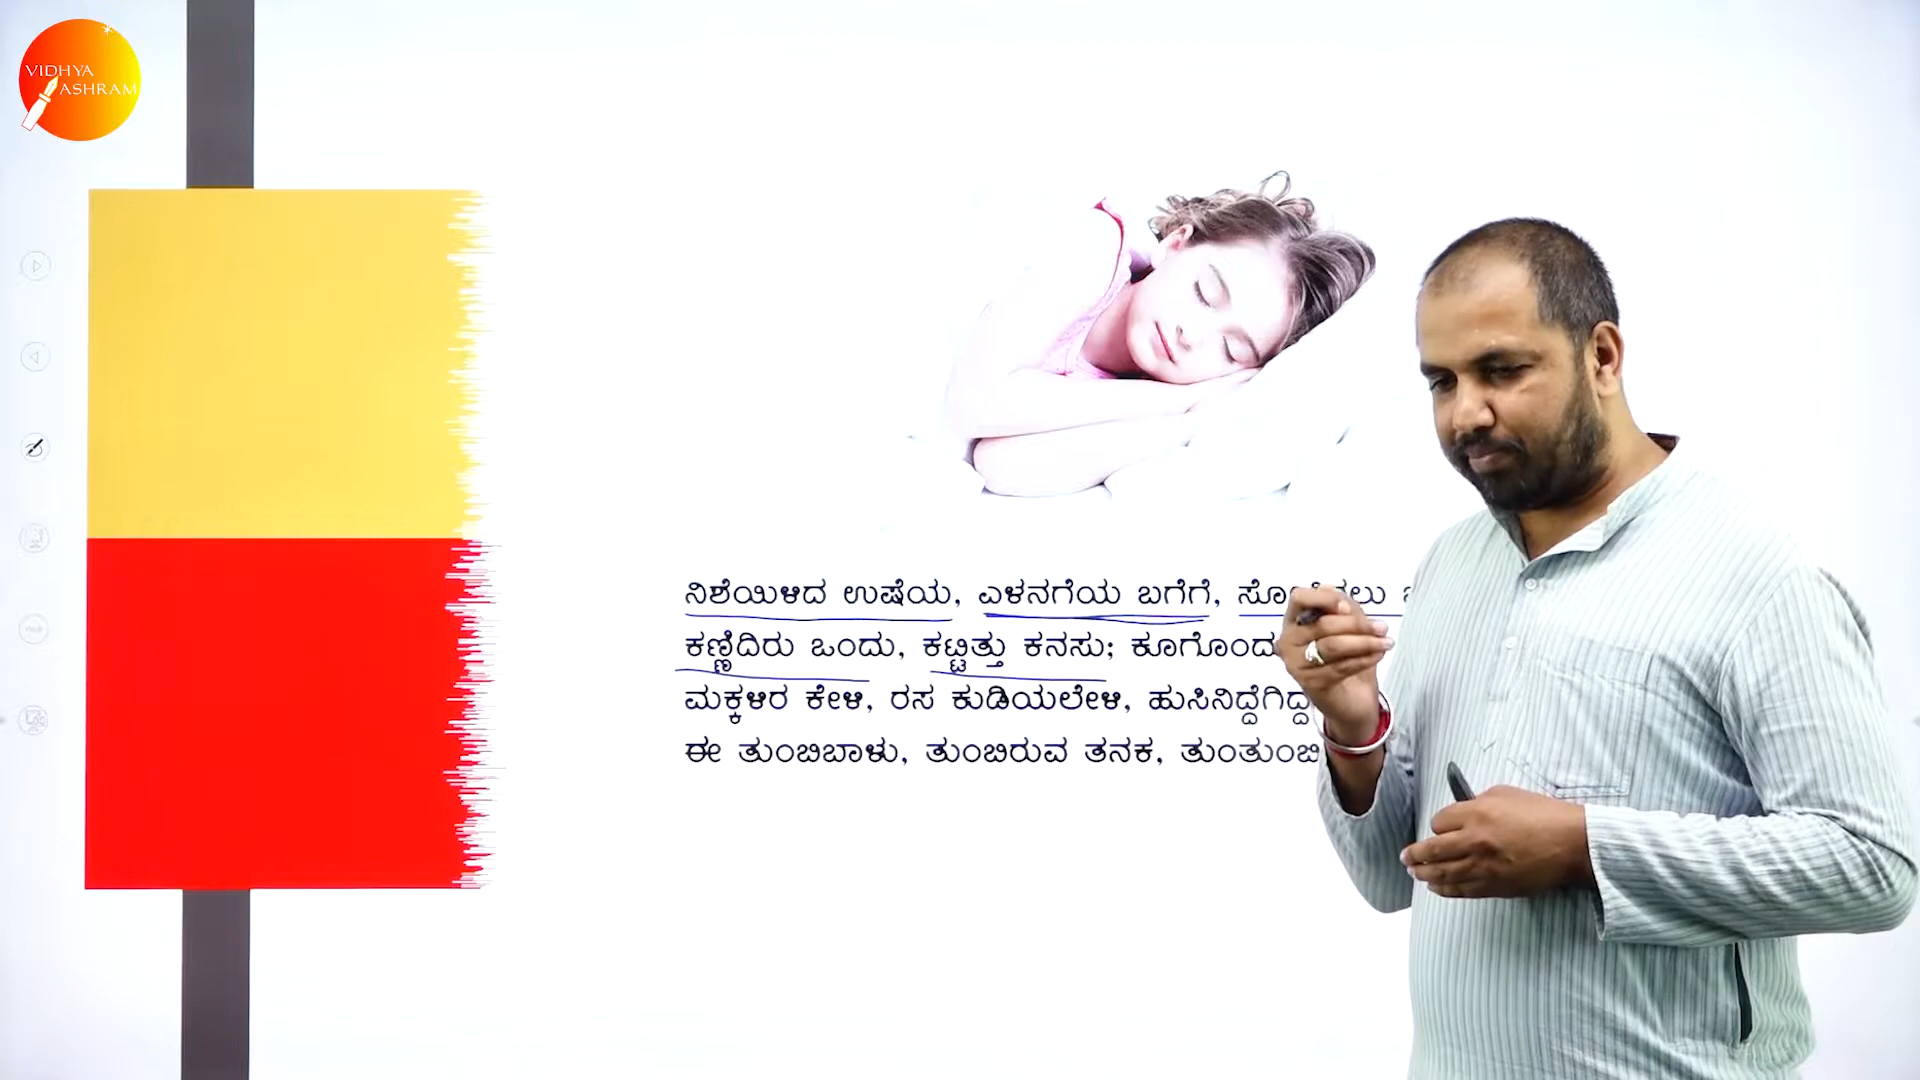 VIDHYA
ASHRAM
ನಿಶೆಯಿಳಿದ ಉಷೆಯ, ಎಳನಗೆಯ ಬಗೆಗೆ,
ಕಣ್ಣಿದಿರು ಒಂದು, ಕಟ್ಟಿತ್ತು ಕನಸು;
ಮಕ್ಕಳಿರ ಕೇಳಿ, ರಸ ಕುಡಿಯಲೇಳಿ,
ಈ ತುಂಬಿಬಾಳು, ತುಂಬಿರುವ ತನಕ,